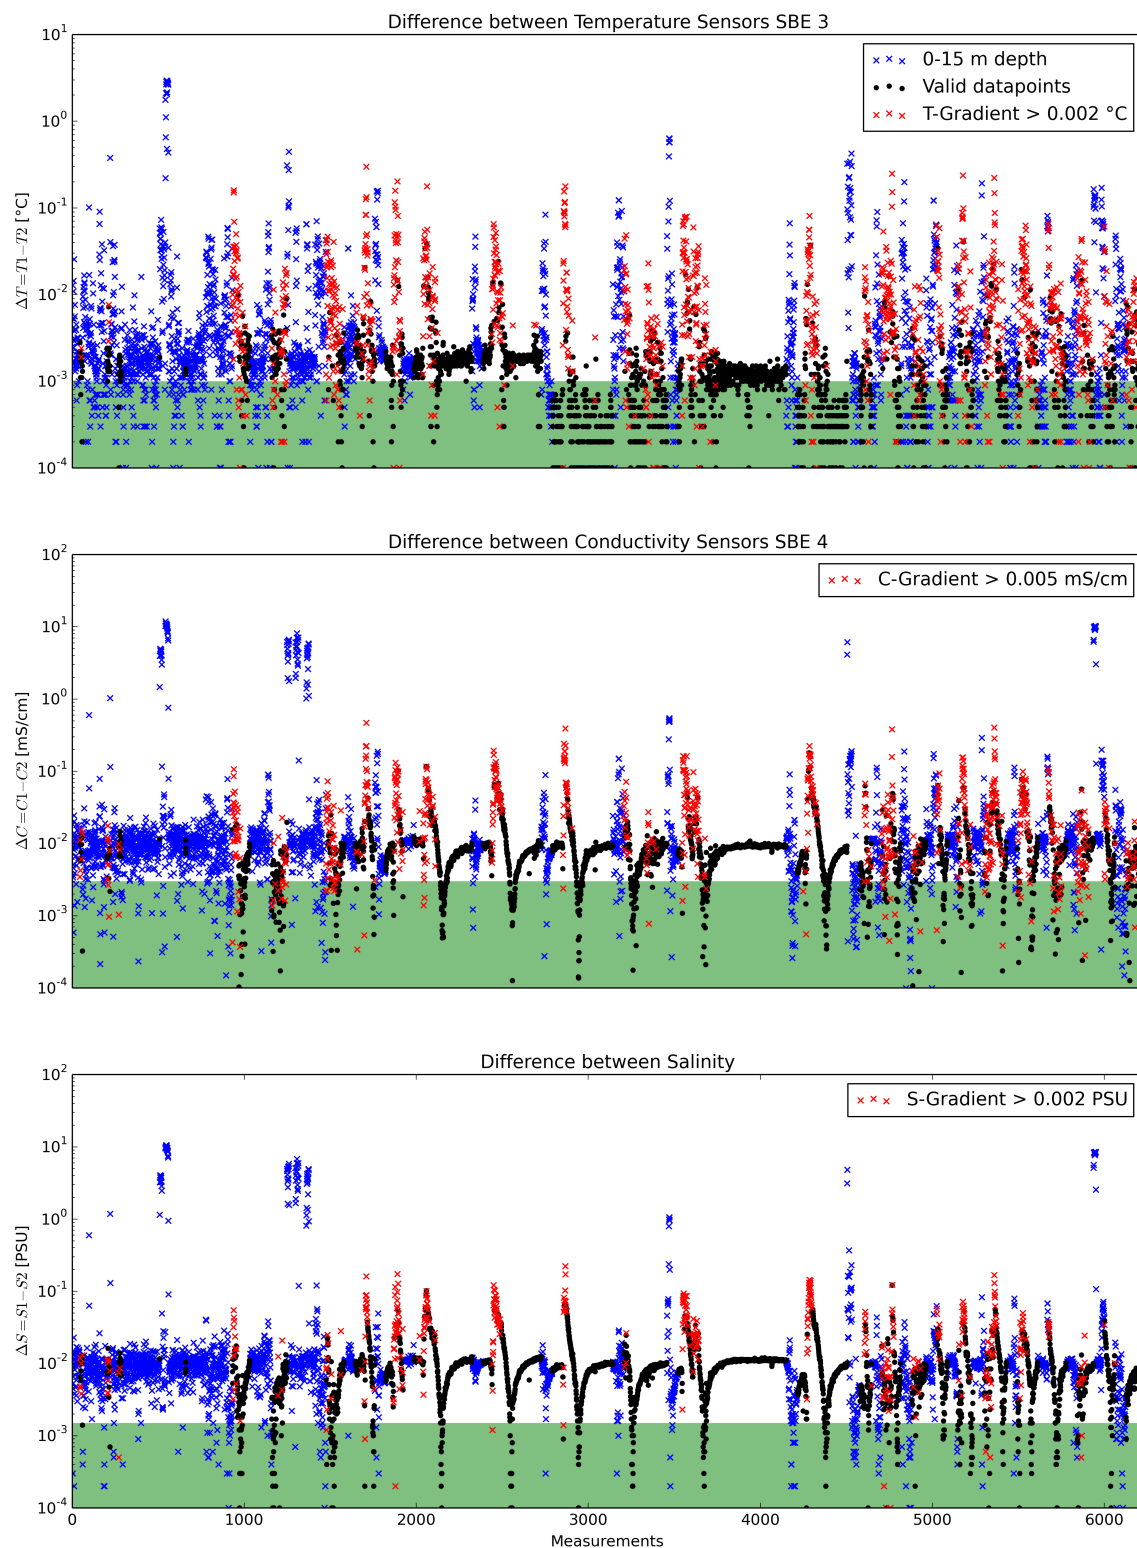 Difference between Temperature Sensors SBE 3
10^1
10^0
10^-1
10^-2
10^-3
10^-4
ΔT=T1−T2 [°C]
0-15 m depth
Valid datapoints
T-Gradient > 0.002 °C
Difference between Conductivity Sensors SBE 4
10^2
10^1
10^0
10^-1
10^-2
10^-3
10^-4
ΔC=C1−C2 [mS/cm]
C-Gradient > 0.005 mS/cm
Difference between Salinity
10^2
10^1
10^0
10^-1
10^-2
10^-3
10^-4
ΔS=S1−S2 [PSU]
S-Gradient > 0.002 PSU
0 1000 2000 3000 4000 5000 6000
Measurements